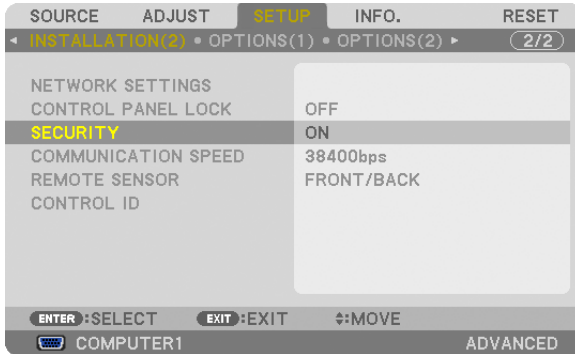 SOURCE ADJUST SETUP INFO. RESET
◂ INSTALLATION(2) • OPTIONS(1) • OPTIONS(2) ▸ 2/2
NETWORK SETTINGS
CONTROL PANEL LOCK OFF
SECURITY ON
COMMUNICATION SPEED 38400bps
REMOTE SENSOR FRONT/BACK
CONTROL ID
ENTER :SELECT EXIT :EXIT ⬍:MOVE
COMPUTER1 ADVANCED